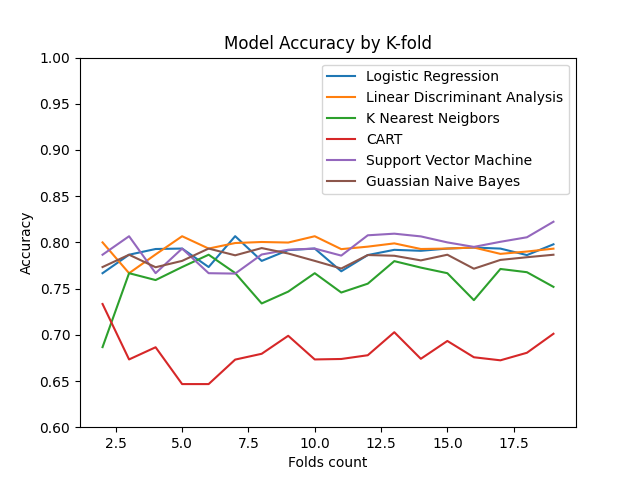 Model Accuracy by K-fold
1.00
0.95
0.90
0.85
0.80
0.75
0.70
0.65
0.60
Accuracy
Logistic Regression
Linear Discriminant Analysis
K Nearest Neigbors
CART
Support Vector Machine
Guassian Naive Bayes
2.5 5.0 7.5 10.0 12.5 15.0 17.5
Folds count